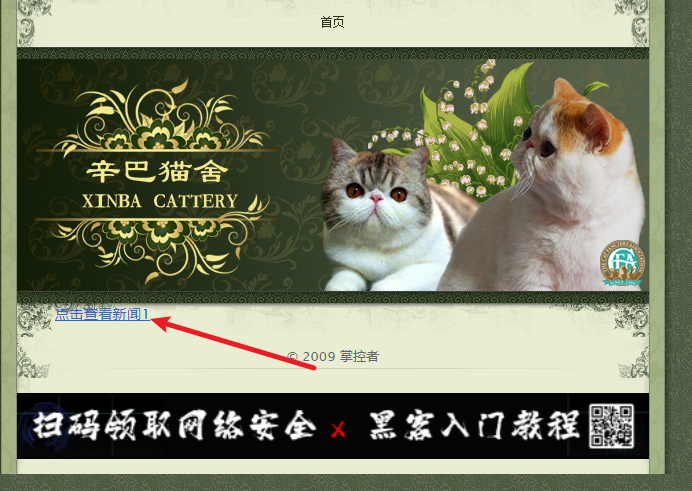 首页
辛巴猫舍
XINBA CATTERY
点击查看新闻1
© 2009 掌控者
扫码领取网络安全 x 黑客入门教程